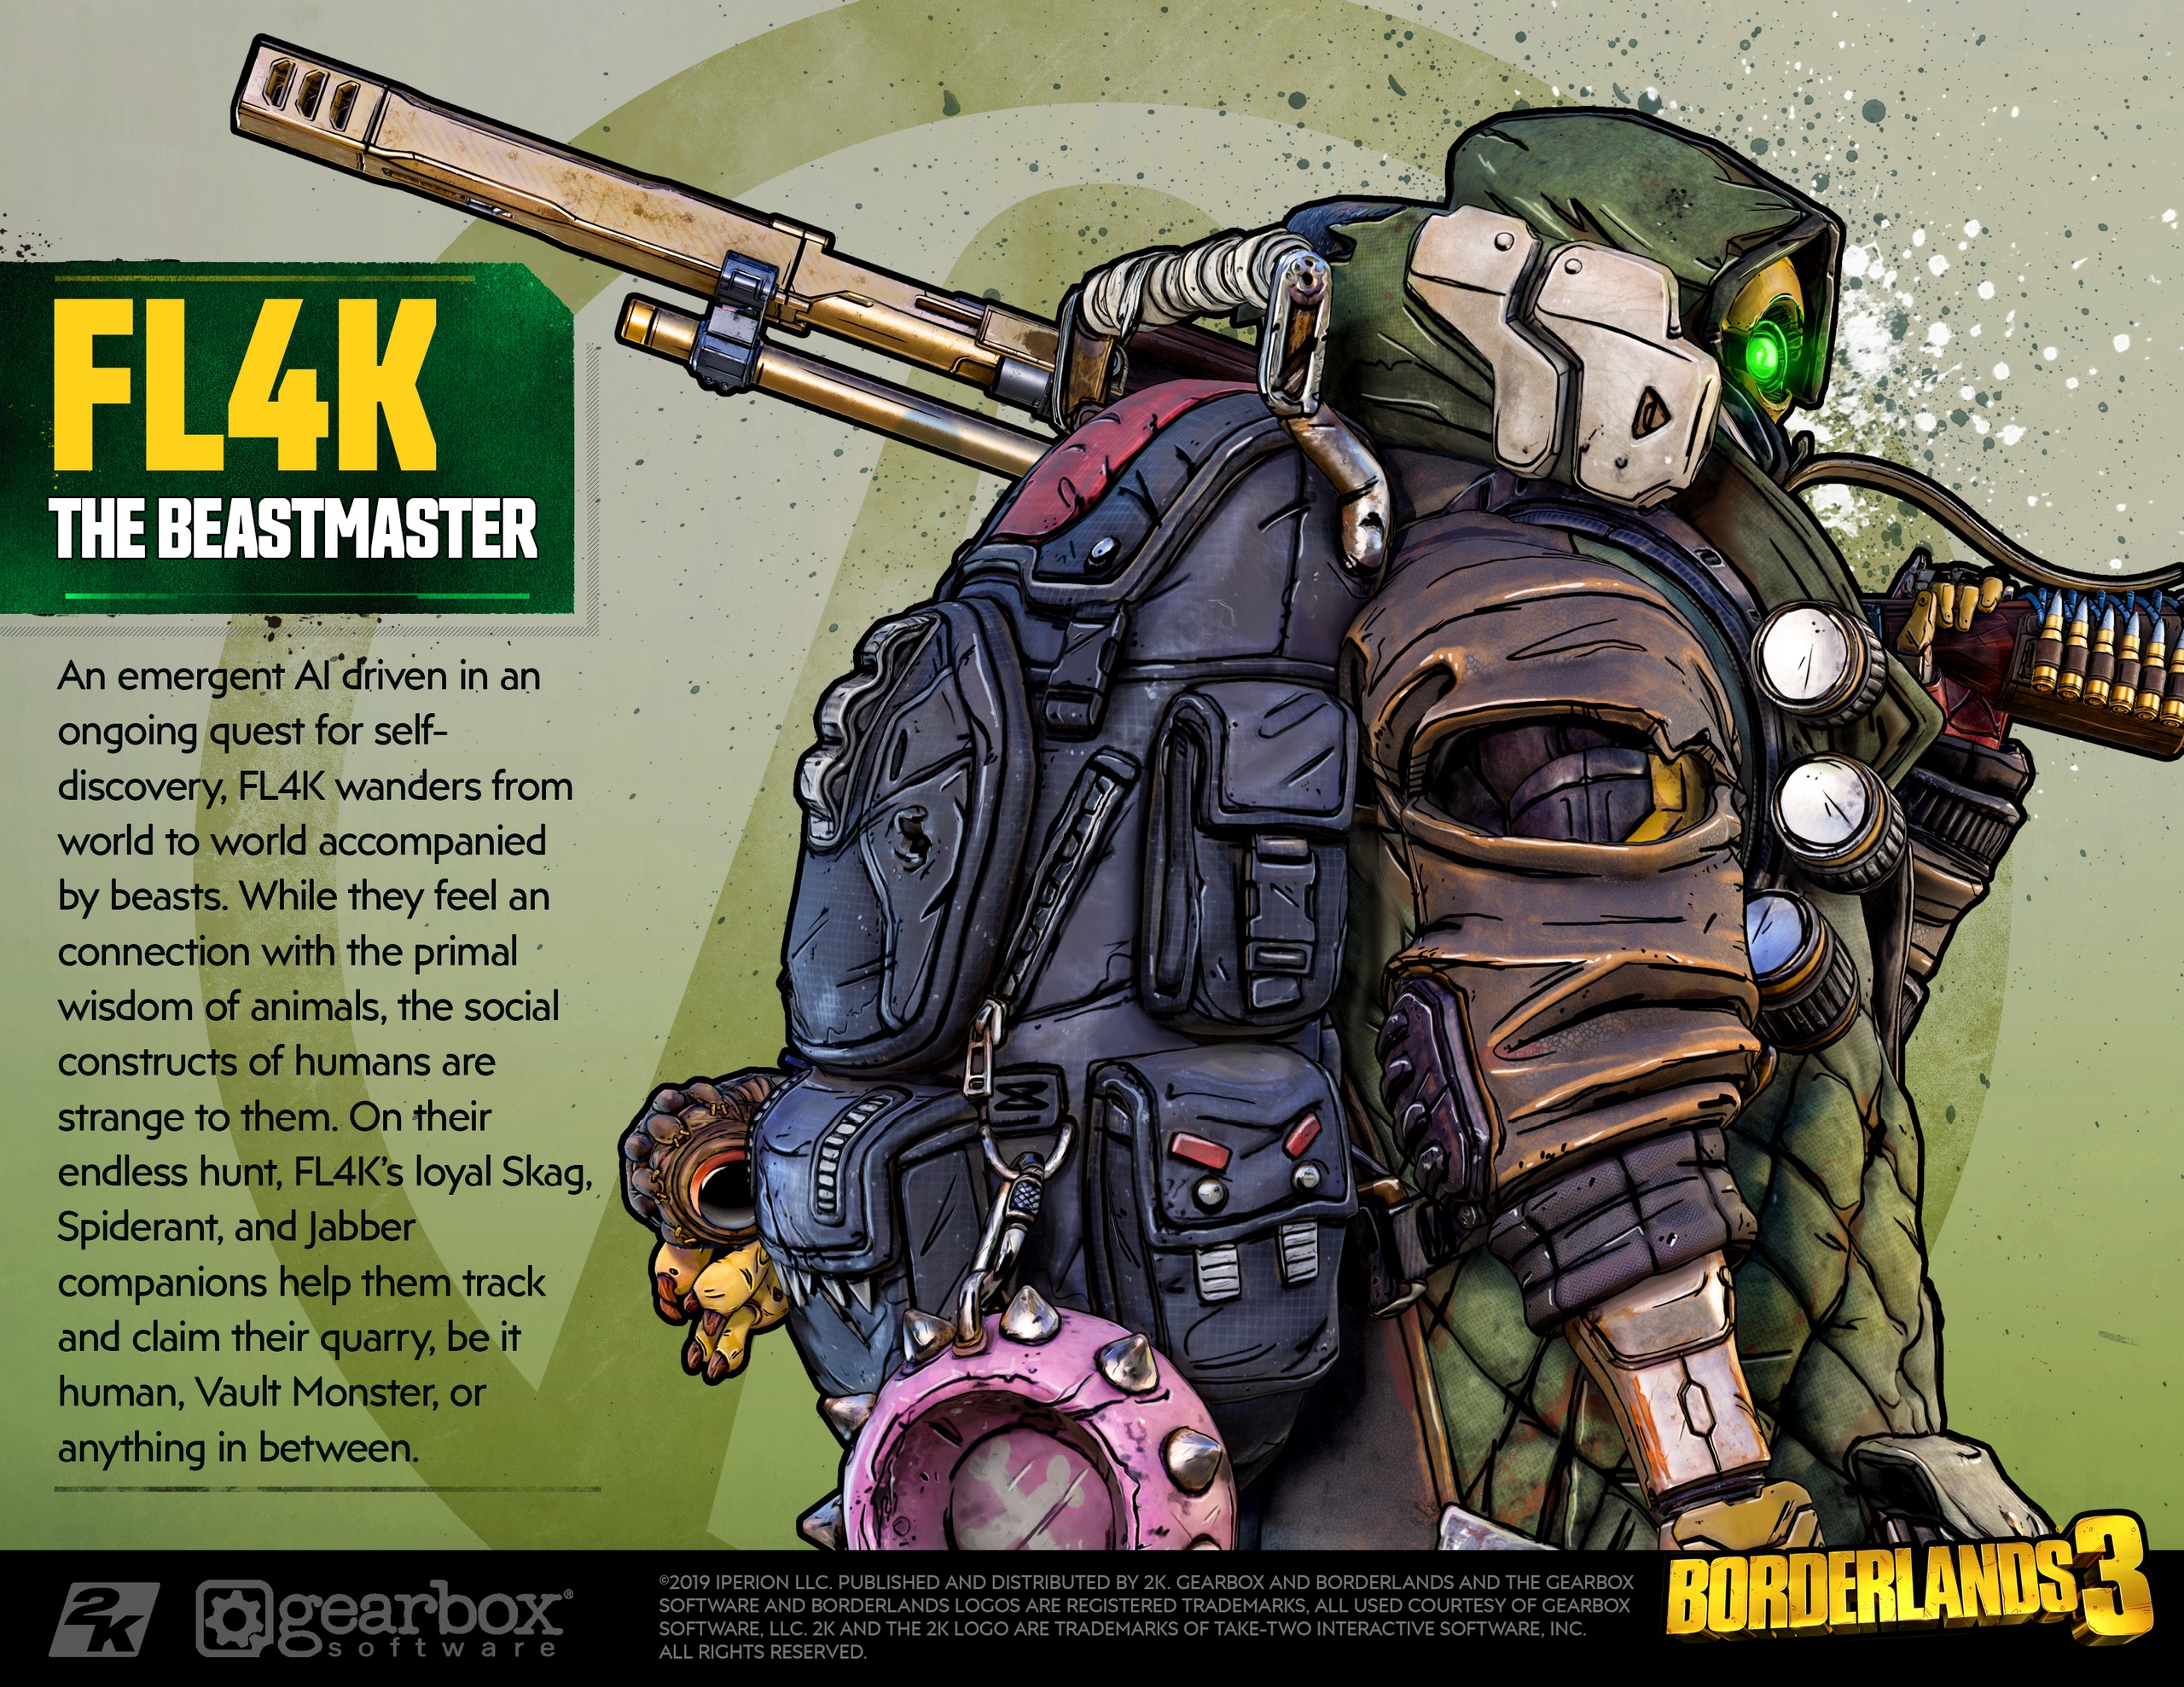 FL4K
THE BEASTMASTER
An emergent AI driven in an
ongoing quest for self-
discovery, FL4K wanders from
world to world accompanied
by beasts. While they feel an
connection with the primal
wisdom of animals, the social
constructs of humans are
strange to them. On their
endless hunt, FL4K’s loyal Skag,
Spiderant, and Jabber
companions help them track
and claim their quarry, be it
human, Vault Monster, or
anything in between.
2K
gearbox®
software
©2019 IPERION LLC. PUBLISHED AND DISTRIBUTED BY 2K. GEARBOX AND BORDERLANDS AND THE GEARBOX
SOFTWARE AND BORDERLANDS LOGOS ARE REGISTERED TRADEMARKS, ALL USED COURTESY OF GEARBOX
SOFTWARE, LLC. 2K AND THE 2K LOGO ARE TRADEMARKS OF TAKE-TWO INTERACTIVE SOFTWARE, INC.
ALL RIGHTS RESERVED.
BORDERLANDS 3